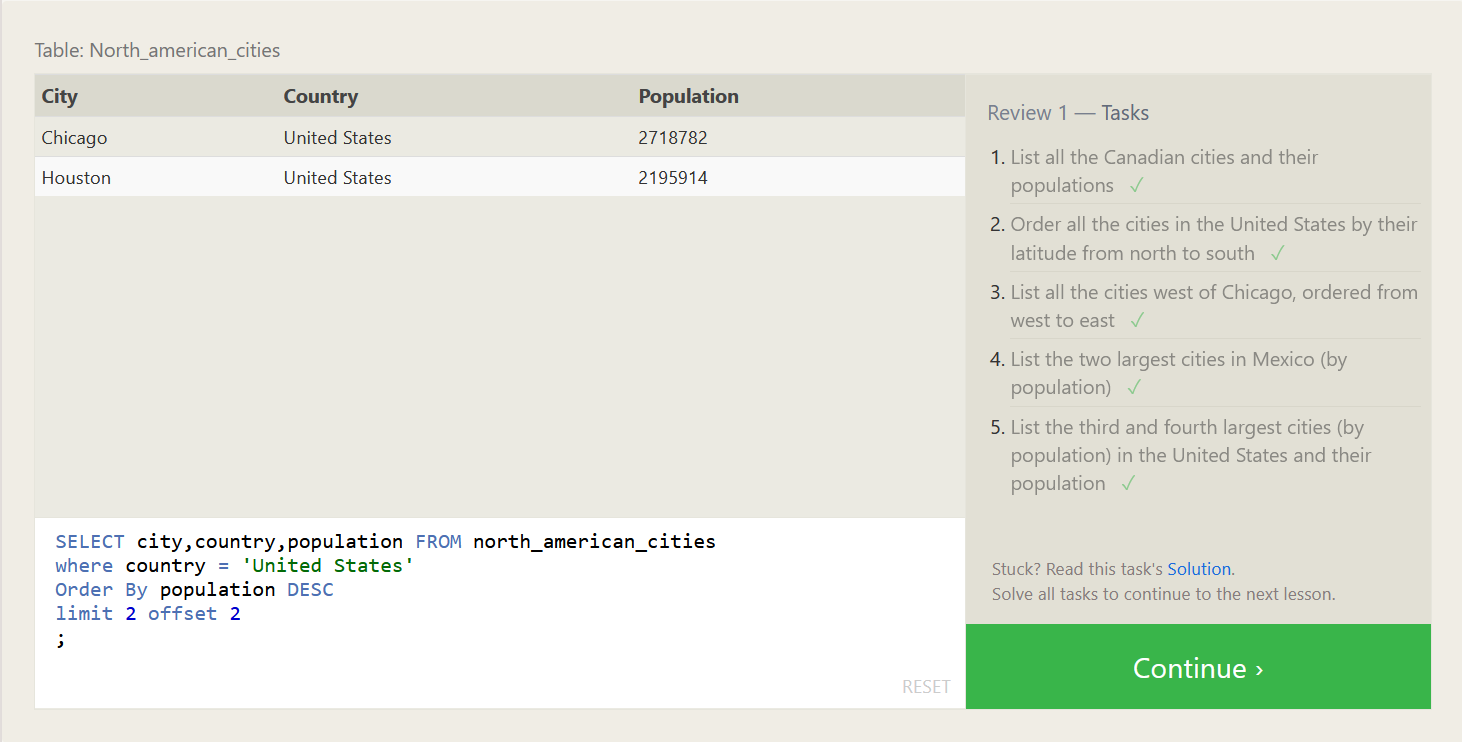 Table: North_american_cities
City Country Population
Chicago United States 2718782
Houston United States 2195914
SELECT city,country,population FROM north_american_cities
where country = 'United States'
Order By population DESC
limit 2 offset 2
;
RESET
Review 1 — Tasks
1. List all the Canadian cities and their
populations ✓
2. Order all the cities in the United States by their
latitude from north to south ✓
3. List all the cities west of Chicago, ordered from
west to east ✓
4. List the two largest cities in Mexico (by
population) ✓
5. List the third and fourth largest cities (by
population) in the United States and their
population ✓
Stuck? Read this task's Solution.
Solve all tasks to continue to the next lesson.
Continue ›